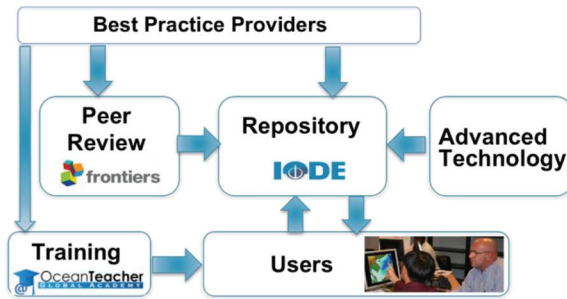 Best Practice Providers
Peer
Review
frontiers
Repository
IODE
Advanced
Technology
Training
@
OceanTeacher
GLOBAL ACADEMY
Users